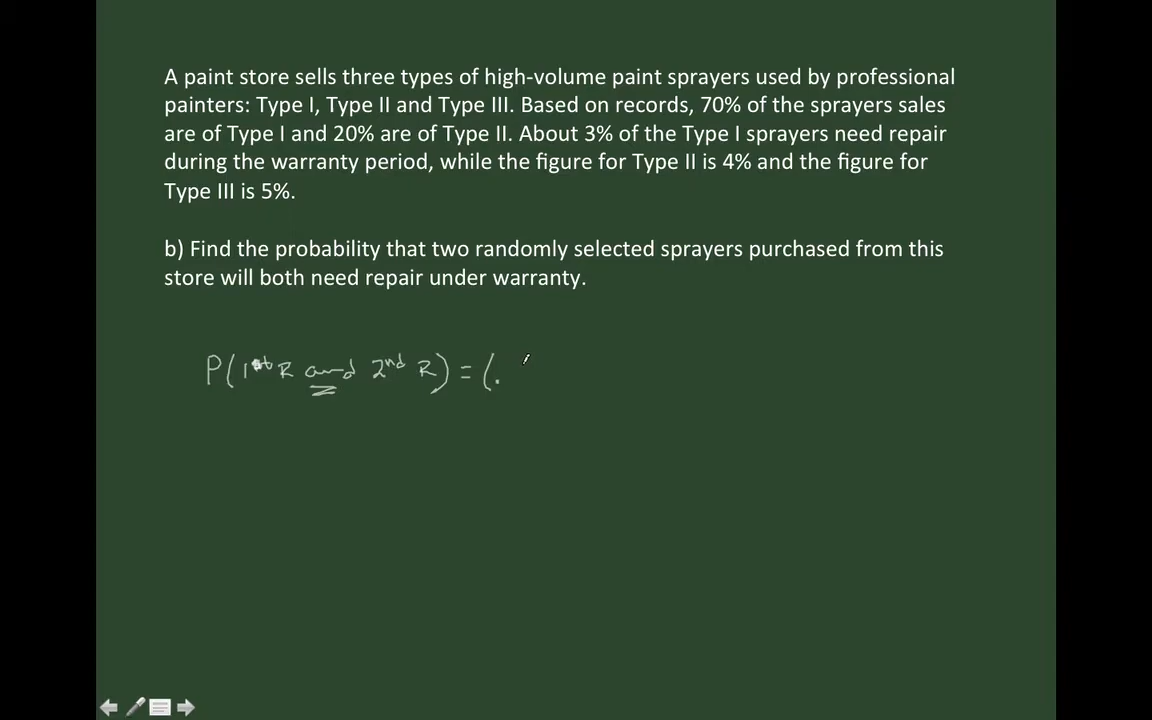 A paint store sells three types of high-volume paint sprayers used by professional
painters: Type I, Type II and Type III. Based on records, 70% of the sprayers sales
are of Type I and 20% are of Type II. About 3% of the Type I sprayers need repair
during the warranty period, while the figure for Type II is 4% and the figure for
Type III is 5%.
b) Find the probability that two randomly selected sprayers purchased from this
store will both need repair under warranty.
P(1st R and 2nd R) = (.